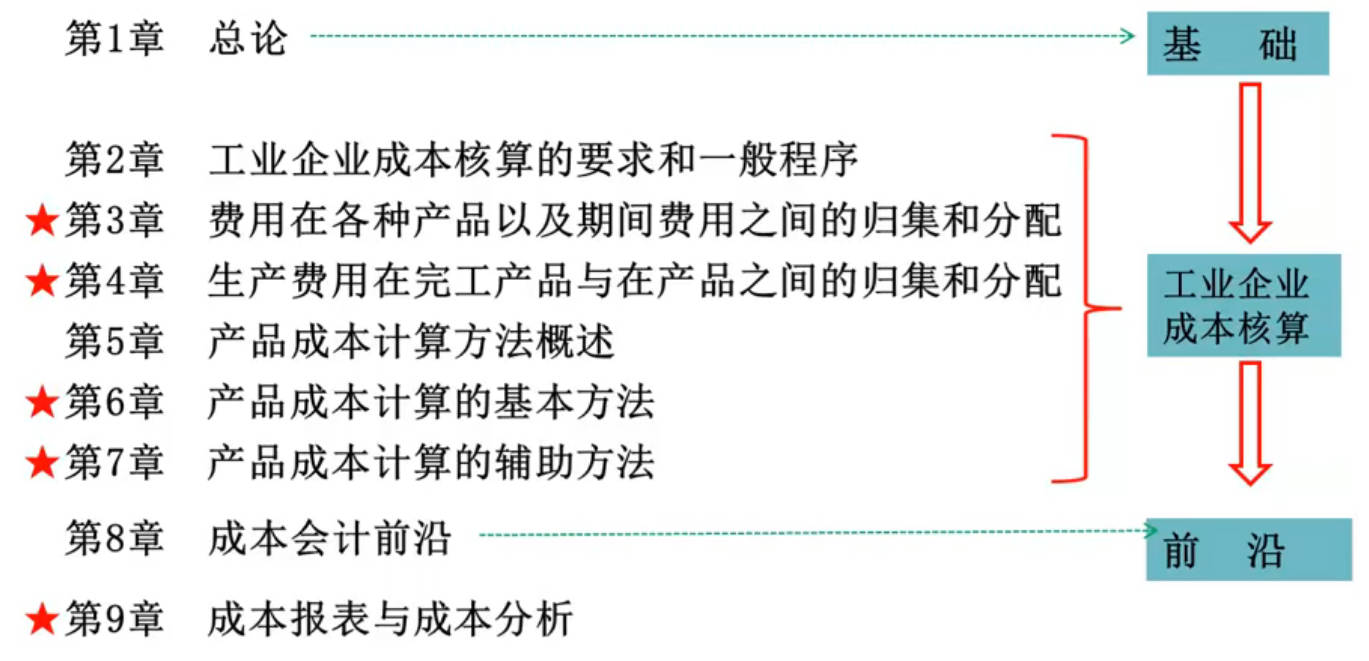 第1章 总论
基 础
第2章 工业企业成本核算的要求和一般程序
★第3章 费用在各种产品以及期间费用之间的归集和分配
★第4章 生产费用在完工产品与在产品之间的归集和分配
工业企业
成本核算
第5章 产品成本计算方法概述
★第6章 产品成本计算的基本方法
★第7章 产品成本计算的辅助方法
第8章 成本会计前沿
前 沿
★第9章 成本报表与成本分析